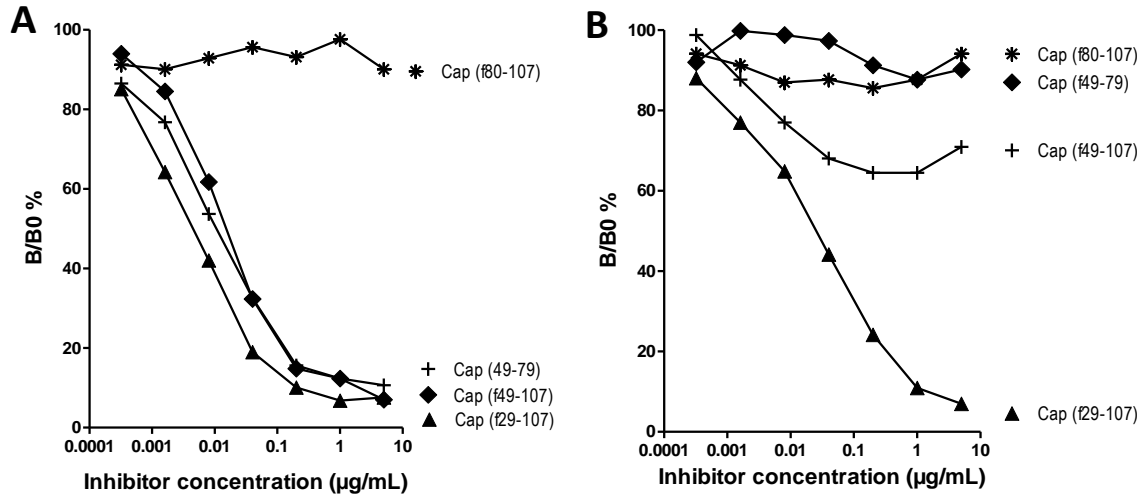 A
100
80
60
40
20
0
B/B0 %
0.0001
0.001
0.01
0.1
1
10
Inhibitor concentration (µg/mL)
Cap (f80-107)
Cap (49-79)
Cap (f49-107)
Cap (f29-107)
B
100
80
60
40
20
0
B/B0 %
0.0001
0.001
0.01
0.1
1
10
Inhibitor concentration (µg/mL)
Cap (f80-107)
Cap (f49-79)
Cap (f49-107)
Cap (f29-107)